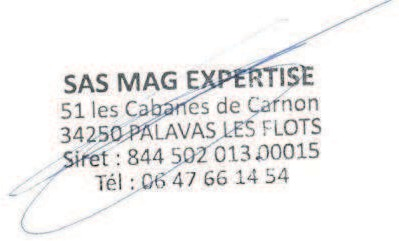 SAS MAG EXPERTISE
51 les Cabanes de Carnon
34250 PALAVAS LES FLOTS
Siret : 844 502 013 00015
Tél : 06 47 66 14 54